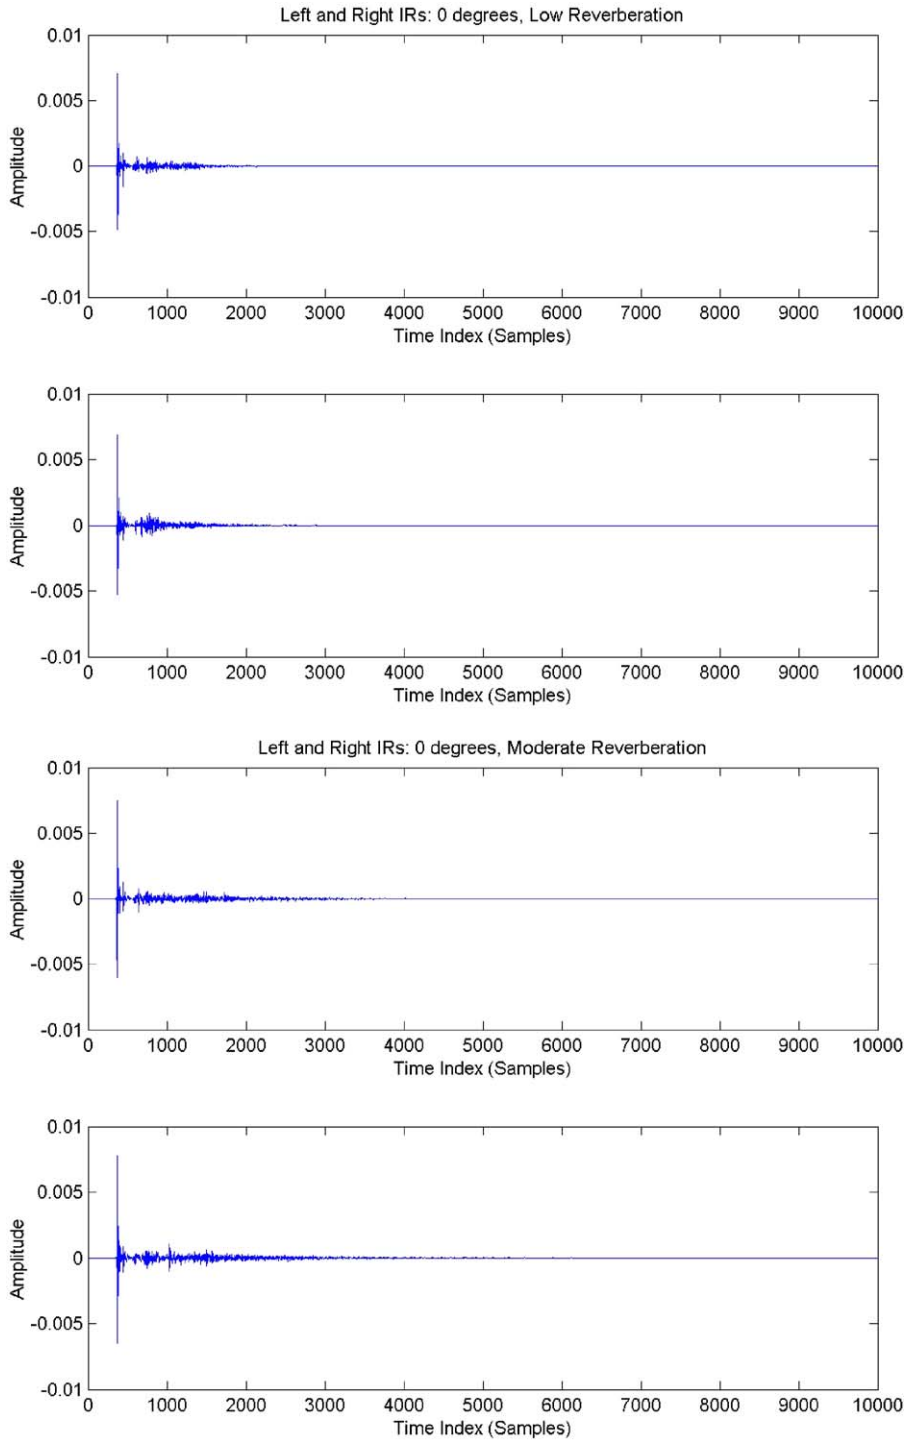 Left and Right IRs: 0 degrees, Low Reverberation
0.01
0.005
0
-0.005
-0.01
Amplitude
0 1000 2000 3000 4000 5000 6000 7000 8000 9000 10000
Time Index (Samples)
0.01
0.005
0
-0.005
-0.01
Amplitude
0 1000 2000 3000 4000 5000 6000 7000 8000 9000 10000
Time Index (Samples)
Left and Right IRs: 0 degrees, Moderate Reverberation
0.01
0.005
0
-0.005
-0.01
Amplitude
0 1000 2000 3000 4000 5000 6000 7000 8000 9000 10000
Time Index (Samples)
0.01
0.005
0
-0.005
-0.01
Amplitude
0 1000 2000 3000 4000 5000 6000 7000 8000 9000 10000
Time Index (Samples)